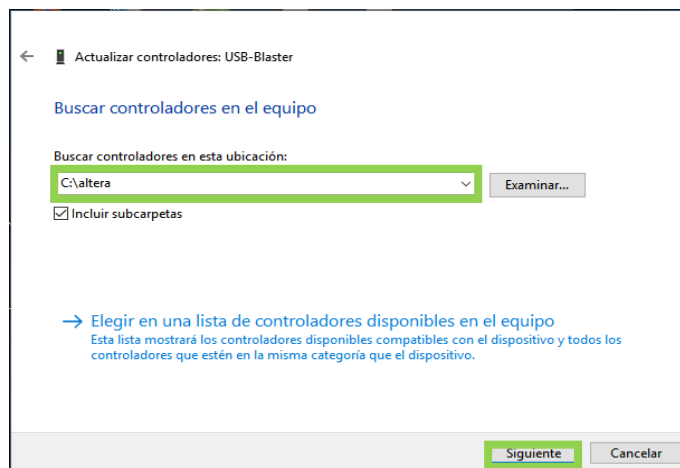 Actualizar controladores: USB-Blaster
Buscar controladores en el equipo
Buscar controladores en esta ubicación:
C:\altera
Examinar...
Incluir subcarpetas
Elegir en una lista de controladores disponibles en el equipo
Esta lista mostrará los controladores disponibles compatibles con el dispositivo y todos los
controladores que estén en la misma categoría que el dispositivo.
Siguiente
Cancelar